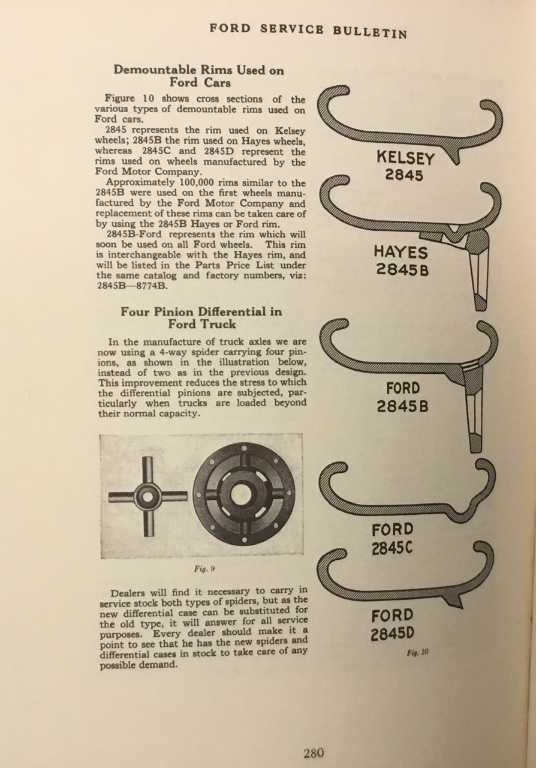 FORD SERVICE BULLETIN
Demountable Rims Used on
Ford Cars
Figure 10 shows cross sections of the
various types of demountable rims used on
Ford cars.
2845 represents the rim used on Kelsey
wheels; 2845B the rim used on Hayes wheels,
whereas 2845C and 2845D represent the
rims used on wheels manufactured by the
Ford Motor Company.
Approximately 100,000 rims similar to the
2845B were used on the first wheels manu-
factured by the Ford Motor Company and
replacement of these rims can be taken care of
by using the 2845B Hayes or Ford rim.
2845B-Ford represents the rim which will
soon be used on all Ford wheels. This rim
is interchangeable with the Hayes rim, and
will be listed in the Parts Price List under
the same catalog and factory numbers, viz:
2845B—8774B.
Four Pinion Differential in
Ford Truck
In the manufacture of truck axles we are
now using a 4-way spider carrying four pin-
ions, as shown in the illustration below,
instead of two as in the previous design.
This improvement reduces the stress to which
the differential pinions are subjected, par-
ticularly when trucks are loaded beyond
their normal capacity.
Fig. 9
Dealers will find it necessary to carry in
service stock both types of spiders, but as the
new differential case can be substituted for
the old type, it will answer for all service
purposes. Every dealer should make it a
point to see that he has the new spiders and
differential cases in stock to take care of any
possible demand.
KELSEY
2845
HAYES
2845B
FORD
2845B
FORD
2845C
FORD
2845D
Fig. 10
280